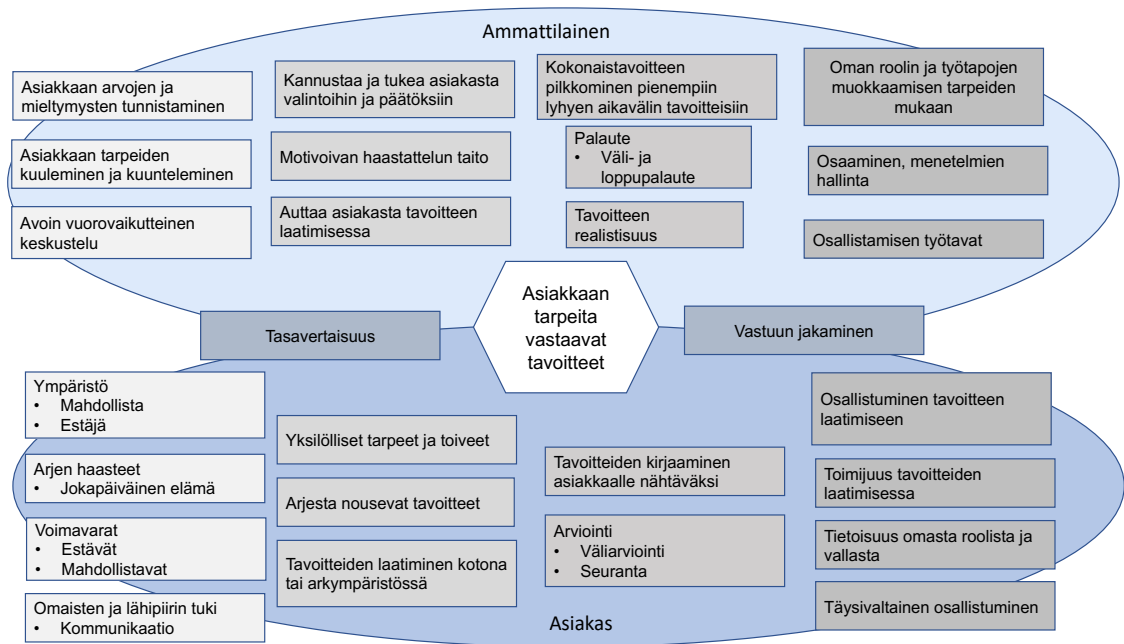 Ammattilainen
Asiakkaan arvojen ja
mieltymysten tunnistaminen
Asiakkaan tarpeiden
kuuleminen ja kuunteleminen
Avoin vuorovaikutteinen
keskustelu
Kannustaa ja tukea asiakasta
valintoihin ja päätöksiin
Motivoivan haastattelun taito
Auttaa asiakasta tavoitteen
laatimisessa
Kokonaistavoitteen
pilkkominen pienempiin
lyhyen aikavälin tavoitteisiin
Palaute
• Väli- ja
loppupalaute
Tavoitteen
realistisuus
Oman roolin ja työtapojen
muokkaamisen tarpeiden
mukaan
Osaaminen, menetelmien
hallinta
Osallistamisen työtavat
Tasavertaisuus
Asiakkaan
tarpeita
vastaavat
tavoitteet
Vastuun jakaminen
Ympäristö
• Mahdollista
• Estäjä
Arjen haasteet
• Jokapäiväinen elämä
Voimavarat
• Estävät
• Mahdollistavat
Omaisten ja lähipiirin tuki
• Kommunikaatio
Yksilölliset tarpeet ja toiveet
Arjesta nousevat tavoitteet
Tavoitteiden laatiminen kotona
tai arkympäristössä
Tavoitteiden kirjaaminen
asiakkaalle nähtäväksi
Arviointi
• Väliarviointi
• Seuranta
Osallistuminen tavoitteen
laatimiseen
Toimijuus tavoitteiden
laatimisessa
Tietoisuus omasta roolista ja
vallasta
Täysivaltainen osallistuminen
Asiakas